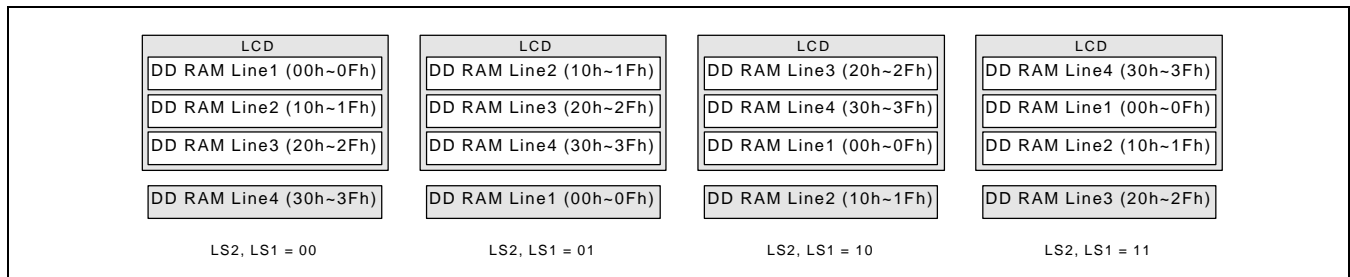 LCD
DD RAM Line1 (00h~0Fh)
DD RAM Line2 (10h~1Fh)
DD RAM Line3 (20h~2Fh)
DD RAM Line4 (30h~3Fh)
LS2, LS1 = 00
LCD
DD RAM Line2 (10h~1Fh)
DD RAM Line3 (20h~2Fh)
DD RAM Line4 (30h~3Fh)
DD RAM Line1 (00h~0Fh)
LS2, LS1 = 01
LCD
DD RAM Line3 (20h~2Fh)
DD RAM Line4 (30h~3Fh)
DD RAM Line1 (00h~0Fh)
DD RAM Line2 (10h~1Fh)
LS2, LS1 = 10
LCD
DD RAM Line4 (30h~3Fh)
DD RAM Line1 (00h~0Fh)
DD RAM Line2 (10h~1Fh)
DD RAM Line3 (20h~2Fh)
LS2, LS1 = 11